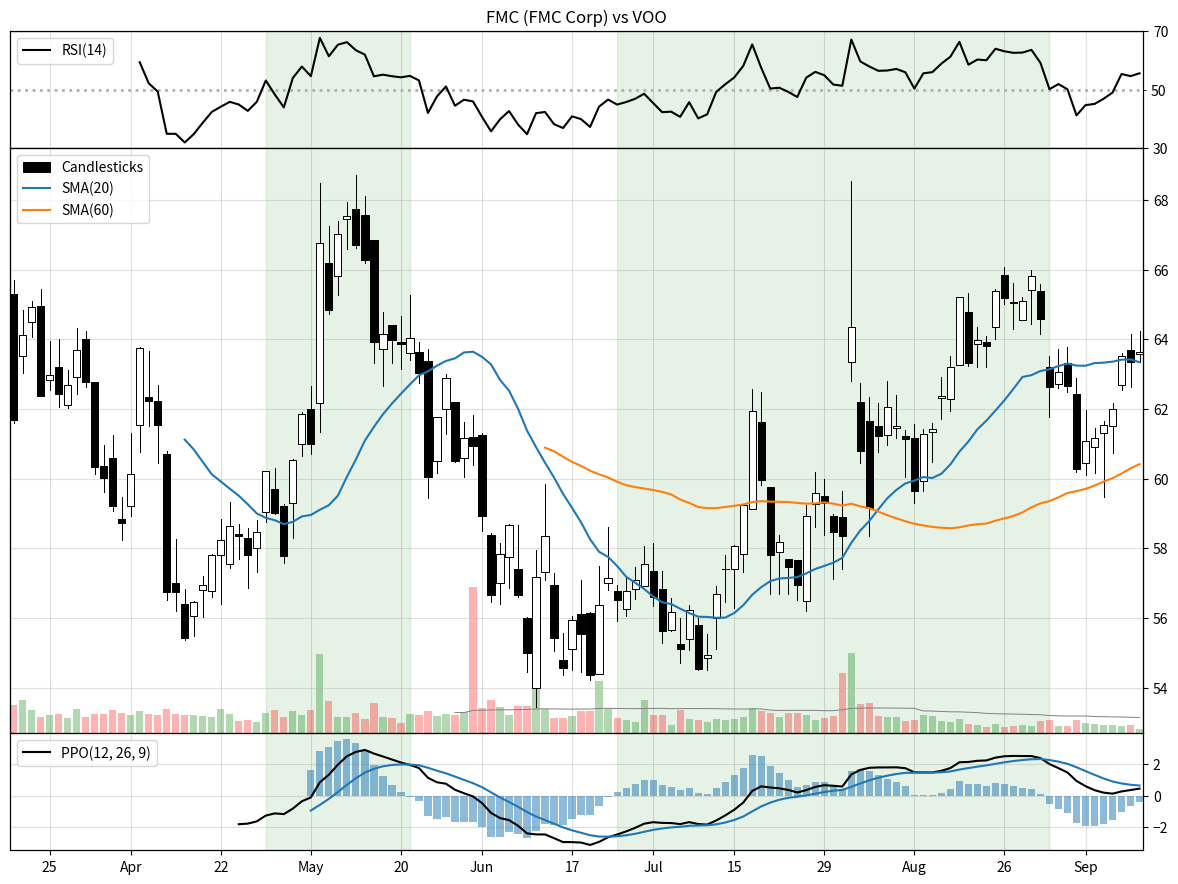 FMC (FMC Corp) vs VOO
RSI(14)
70
50
30
Candlesticks
SMA(20)
SMA(60)
68
66
64
62
60
58
56
54
PPO(12, 26, 9)
2
0
−2
25 Apr 22 May 20 Jun 17 Jul 15 29 Aug 26 Sep